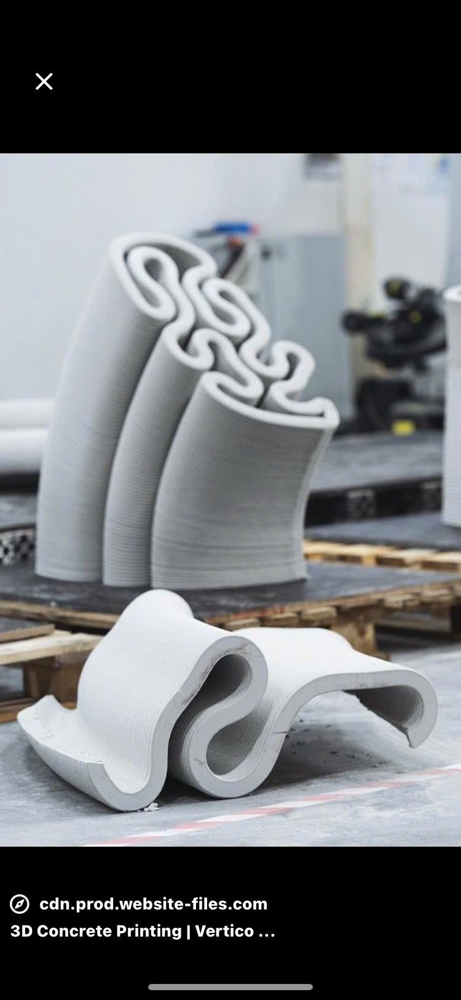 cdn.prod.website-files.com
3D Concrete Printing | Vertico ...